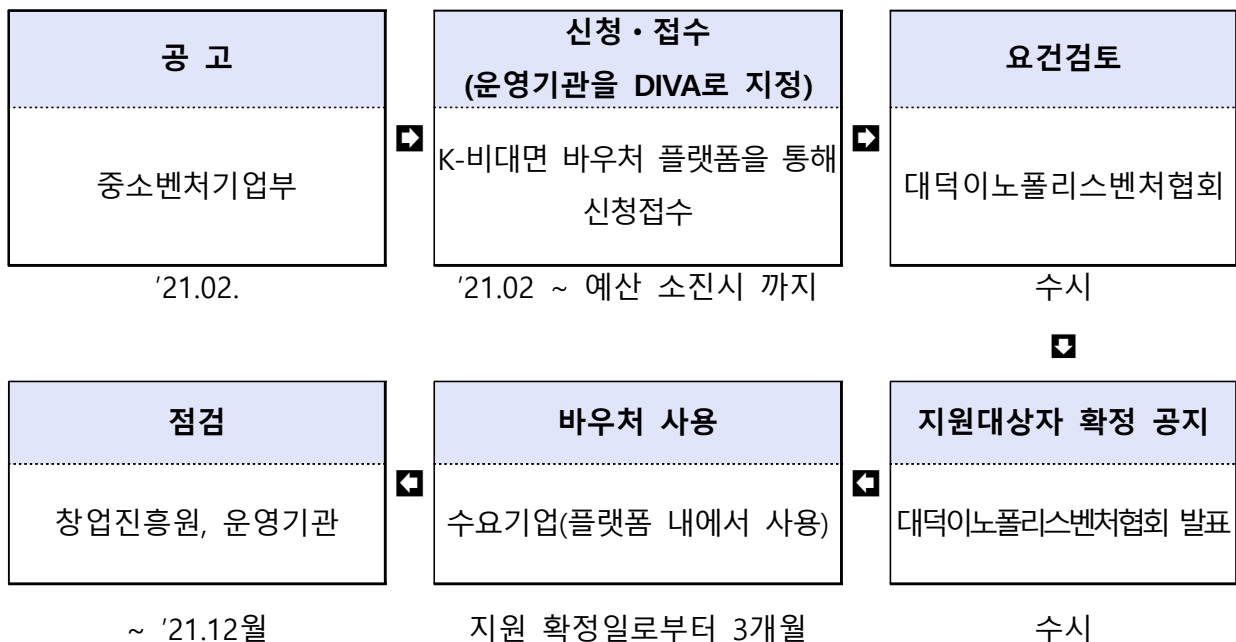 공 고
중소벤처기업부
'21.02.
신청·접수
(운영기관을 DIVA로 지정)
K-비대면 바우처 플랫폼을 통해
신청접수
'21.02 ~ 예산 소진시 까지
요건검토
대덕이노폴리스벤처협회
수시
지원대상자 확정 공지
대덕이노폴리스벤처협회 발표
수시
바우처 사용
수요기업(플랫폼 내에서 사용)
지원 확정일로부터 3개월
점검
창업진흥원, 운영기관
~ '21.12월